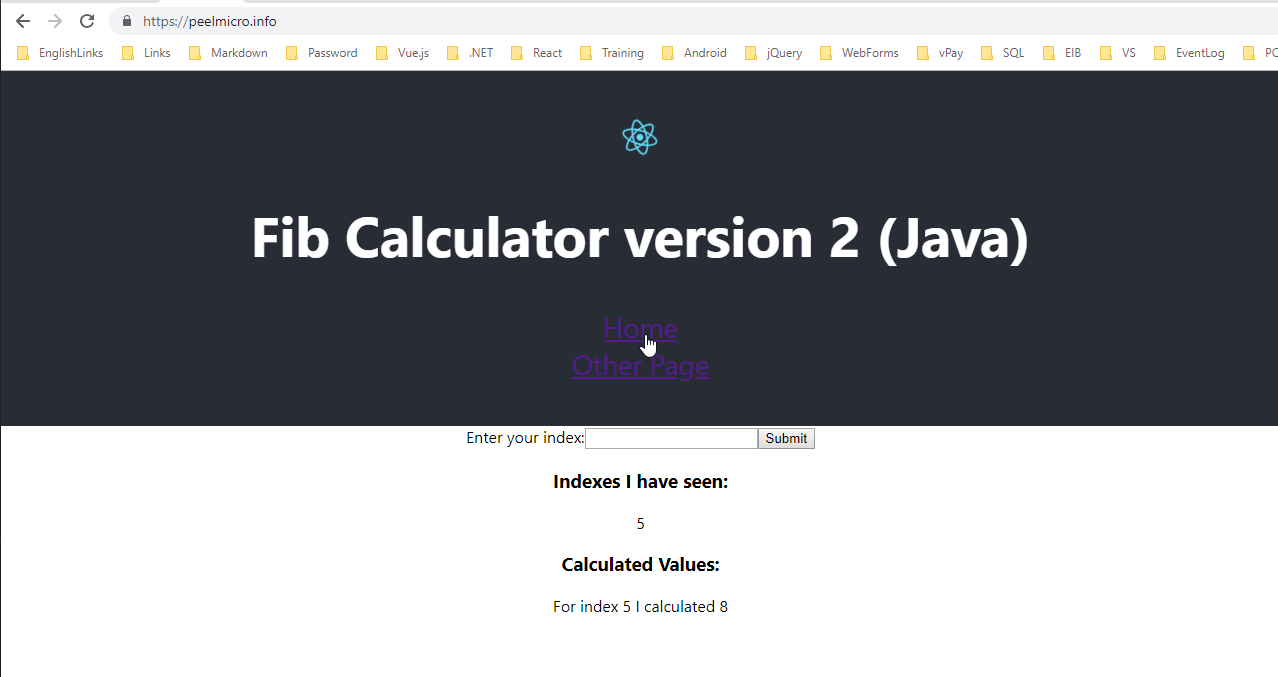 https://peelmicro.info
EnglishLinks Links Markdown Password Vue.js .NET React Training Android jQuery WebForms vPay SQL EIB VS EventLog PC
Fib Calculator version 2 (Java)
Home
Other Page
Enter your index: Submit
Indexes I have seen:
5
Calculated Values:
For index 5 I calculated 8